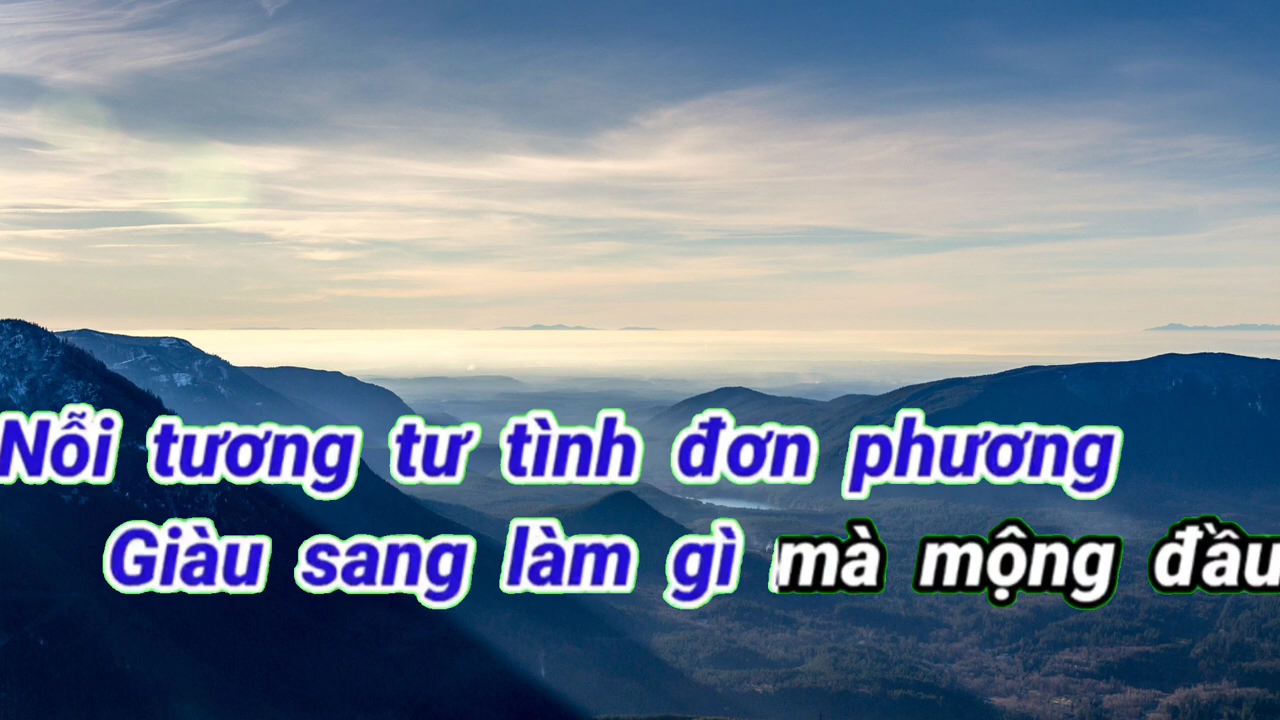 Nỗi tương tư tình đơn phương
Giàu sang làm gì mà mộng đầu